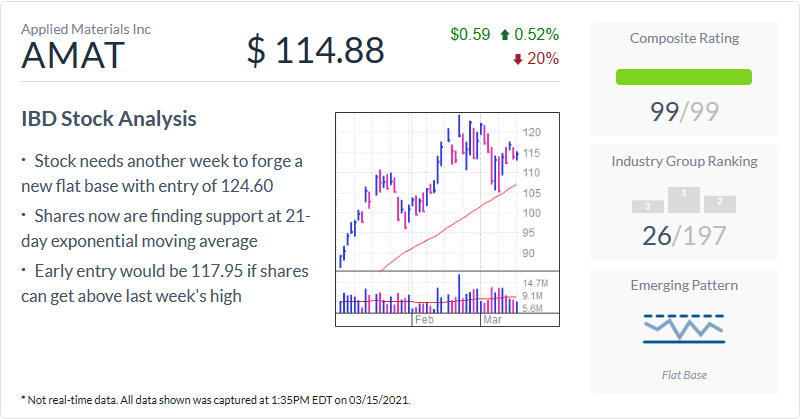 Applied Materials Inc
AMAT
$ 114.88
$0.59 0.52%
20%
IBD Stock Analysis
· Stock needs another week to forge a
new flat base with entry of 124.60
· Shares now are finding support at 21-
day exponential moving average
· Early entry would be 117.95 if shares
can get above last week's high
120
115
110
105
100
95
90
14.7M
9.1M
5.6M
Feb
Mar
Composite Rating
99/99
Industry Group Ranking
3
1
2
26/197
Emerging Pattern
Flat Base
* Not real-time data. All data shown was captured at 1:35PM EDT on 03/15/2021.